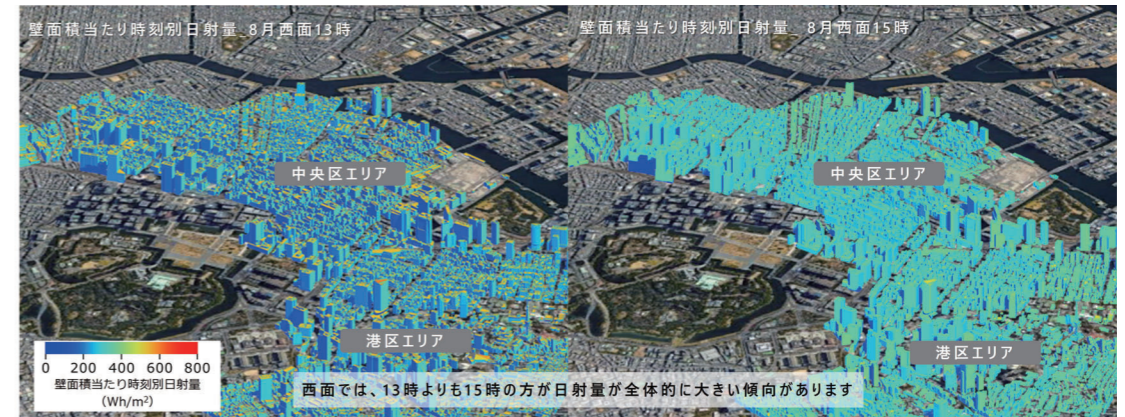 壁面積当たり時刻別日射量_8月西面13時
壁面積当たり時刻別日射量_ 8月西面15時
中央区エリア
中央区エリア
港区エリア
港区エリア
0 200 400 600 800
壁面積当たり時刻別日射量
（Wh/m²）
西面では、13時よりも15時の方が日射量が全体的に大きい傾向があります